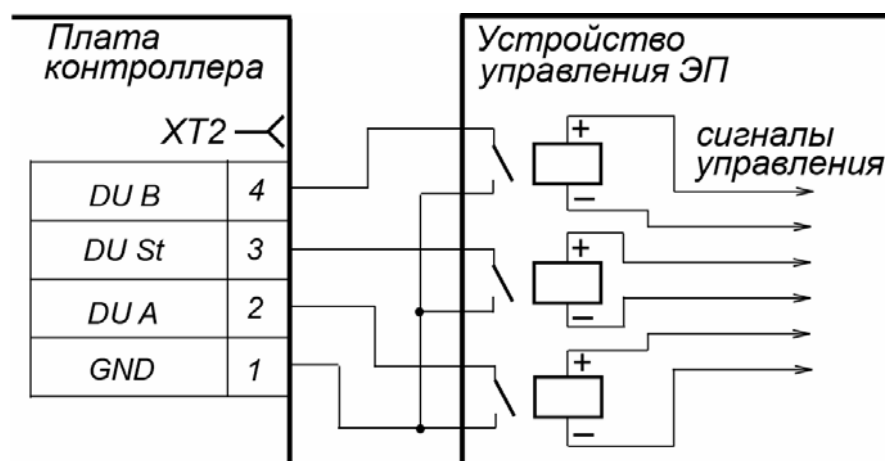 Плата
контроллера
XT2
DU B 4
DU St 3
DU A 2
GND 1
Устройство
управления ЭП
сигналы
управления
+
−
+
−
+
−